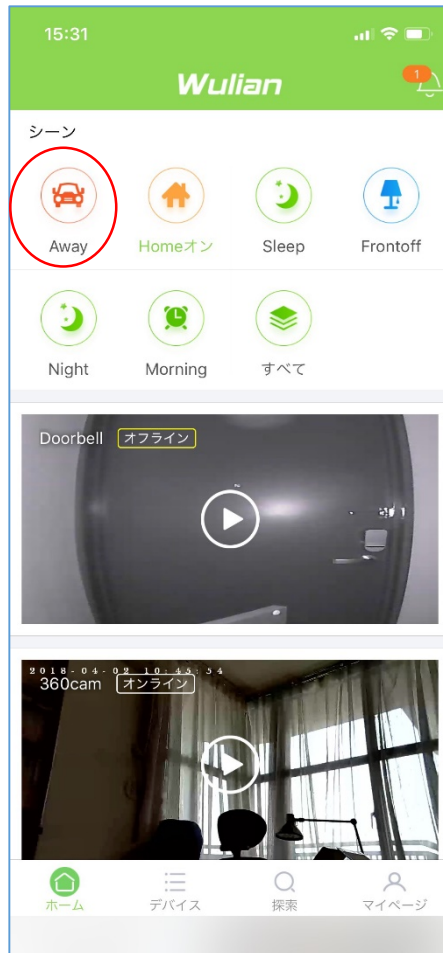 15:31
Wulian
1
シーン
Away
Homeオン
Sleep
Frontoff
Night
Morning
すべて
Doorbell オフライン
2018-04-02 10:45:54
360cam オンライン
ホーム
デバイス
探索
マイページ